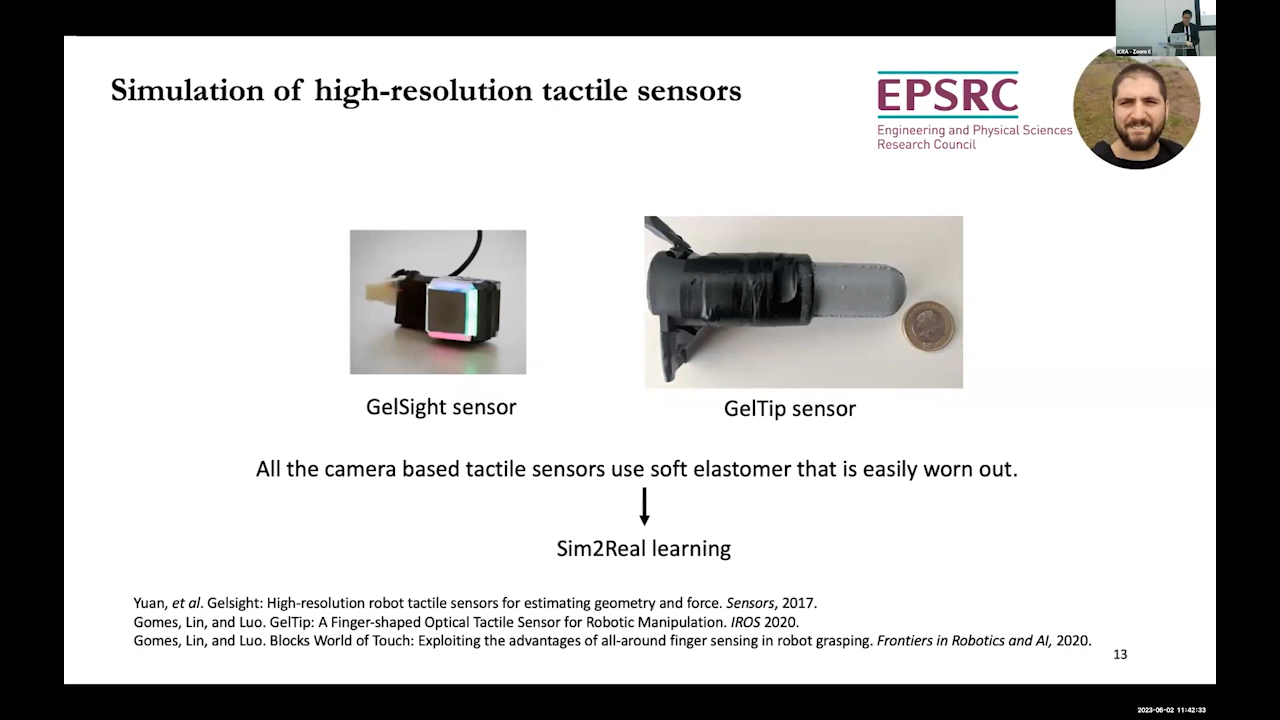 ICRA - Zoom 6
Simulation of high-resolution tactile sensors
EPSRC
Engineering and Physical Sciences
Research Council
GelSight sensor
GelTip sensor
All the camera based tactile sensors use soft elastomer that is easily worn out.
Sim2Real learning
Yuan, et al. Gelsight: High-resolution robot tactile sensors for estimating geometry and force. Sensors, 2017.
Gomes, Lin, and Luo. GelTip: A Finger-shaped Optical Tactile Sensor for Robotic Manipulation. IROS 2020.
Gomes, Lin, and Luo. Blocks World of Touch: Exploiting the advantages of all-around finger sensing in robot grasping. Frontiers in Robotics and AI, 2020.
13
2023-06-02 11:42:33